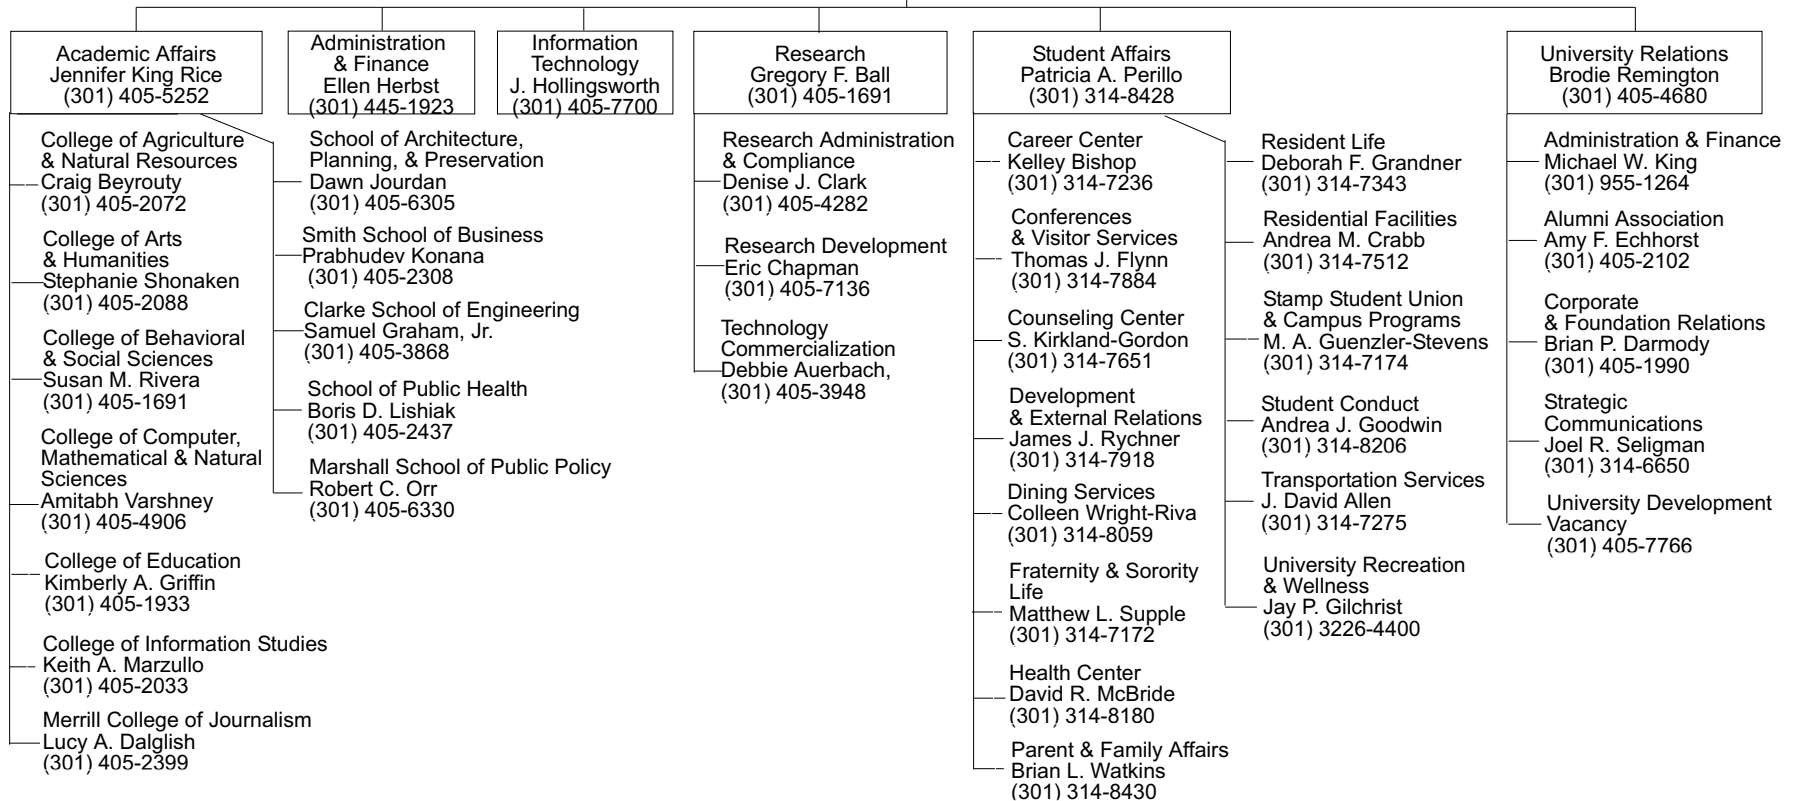 Academic Affairs
Jennifer King Rice
(301) 405-5252
College of Agriculture
& Natural Resources
Craig Beyrouty
(301) 405-2072
College of Arts
& Humanities
Stephanie Shonaken
(301) 405-2088
College of Behavioral
& Social Sciences
Susan M. Rivera
(301) 405-1691
College of Computer,
Mathematical & Natural
Sciences
Amitabh Varshney
(301) 405-4906
College of Education
Kimberly A. Griffin
(301) 405-1933
College of Information Studies
Keith A. Marzullo
(301) 405-2033
Merrill College of Journalism
Lucy A. Dalglish
(301) 405-2399
School of Architecture,
Planning, & Preservation
Dawn Jourdan
(301) 405-6305
Smith School of Business
Prabhudev Konana
(301) 405-2308
Clarke School of Engineering
Samuel Graham, Jr.
(301) 405-3868
School of Public Health
Boris D. Lishiak
(301) 405-2437
Marshall School of Public Policy
Robert C. Orr
(301) 405-6330
Administration
& Finance
Ellen Herbst
(301) 445-1923
Information
Technology
J. Hollingsworth
(301) 405-7700
Research
Gregory F. Ball
(301) 405-1691
Research Administration
& Compliance
Denise J. Clark
(301) 405-4282
Research Development
Eric Chapman
(301) 405-7136
Technology
Commercialization
Debbie Auerbach,
(301) 405-3948
Student Affairs
Patricia A. Perillo
(301) 314-8428
Career Center
Kelley Bishop
(301) 314-7236
Conferences
& Visitor Services
Thomas J. Flynn
(301) 314-7884
Counseling Center
S. Kirkland-Gordon
(301) 314-7651
Development
& External Relations
James J. Rychner
(301) 314-7918
Dining Services
Colleen Wright-Riva
(301) 314-8059
Fraternity & Sorority
Life
Matthew L. Supple
(301) 314-7172
Health Center
David R. McBride
(301) 314-8180
Parent & Family Affairs
Brian L. Watkins
(301) 314-8430
Resident Life
Deborah F. Grandner
(301) 314-7343
Residential Facilities
Andrea M. Crabb
(301) 314-7512
Stamp Student Union
& Campus Programs
M. A. Guenzler-Stevens
(301) 314-7174
Student Conduct
Andrea J. Goodwin
(301) 314-8206
Transportation Services
J. David Allen
(301) 314-7275
University Recreation
& Wellness
Jay P. Gilchrist
(301) 3226-4400
University Relations
Brodie Remington
(301) 405-4680
Administration & Finance
Michael W. King
(301) 955-1264
Alumni Association
Amy F. Echhorst
(301) 405-2102
Corporate
& Foundation Relations
Brian P. Darmody
(301) 405-1990
Strategic
Communications
Joel R. Seligman
(301) 314-6650
University Development
Vacancy
(301) 405-7766